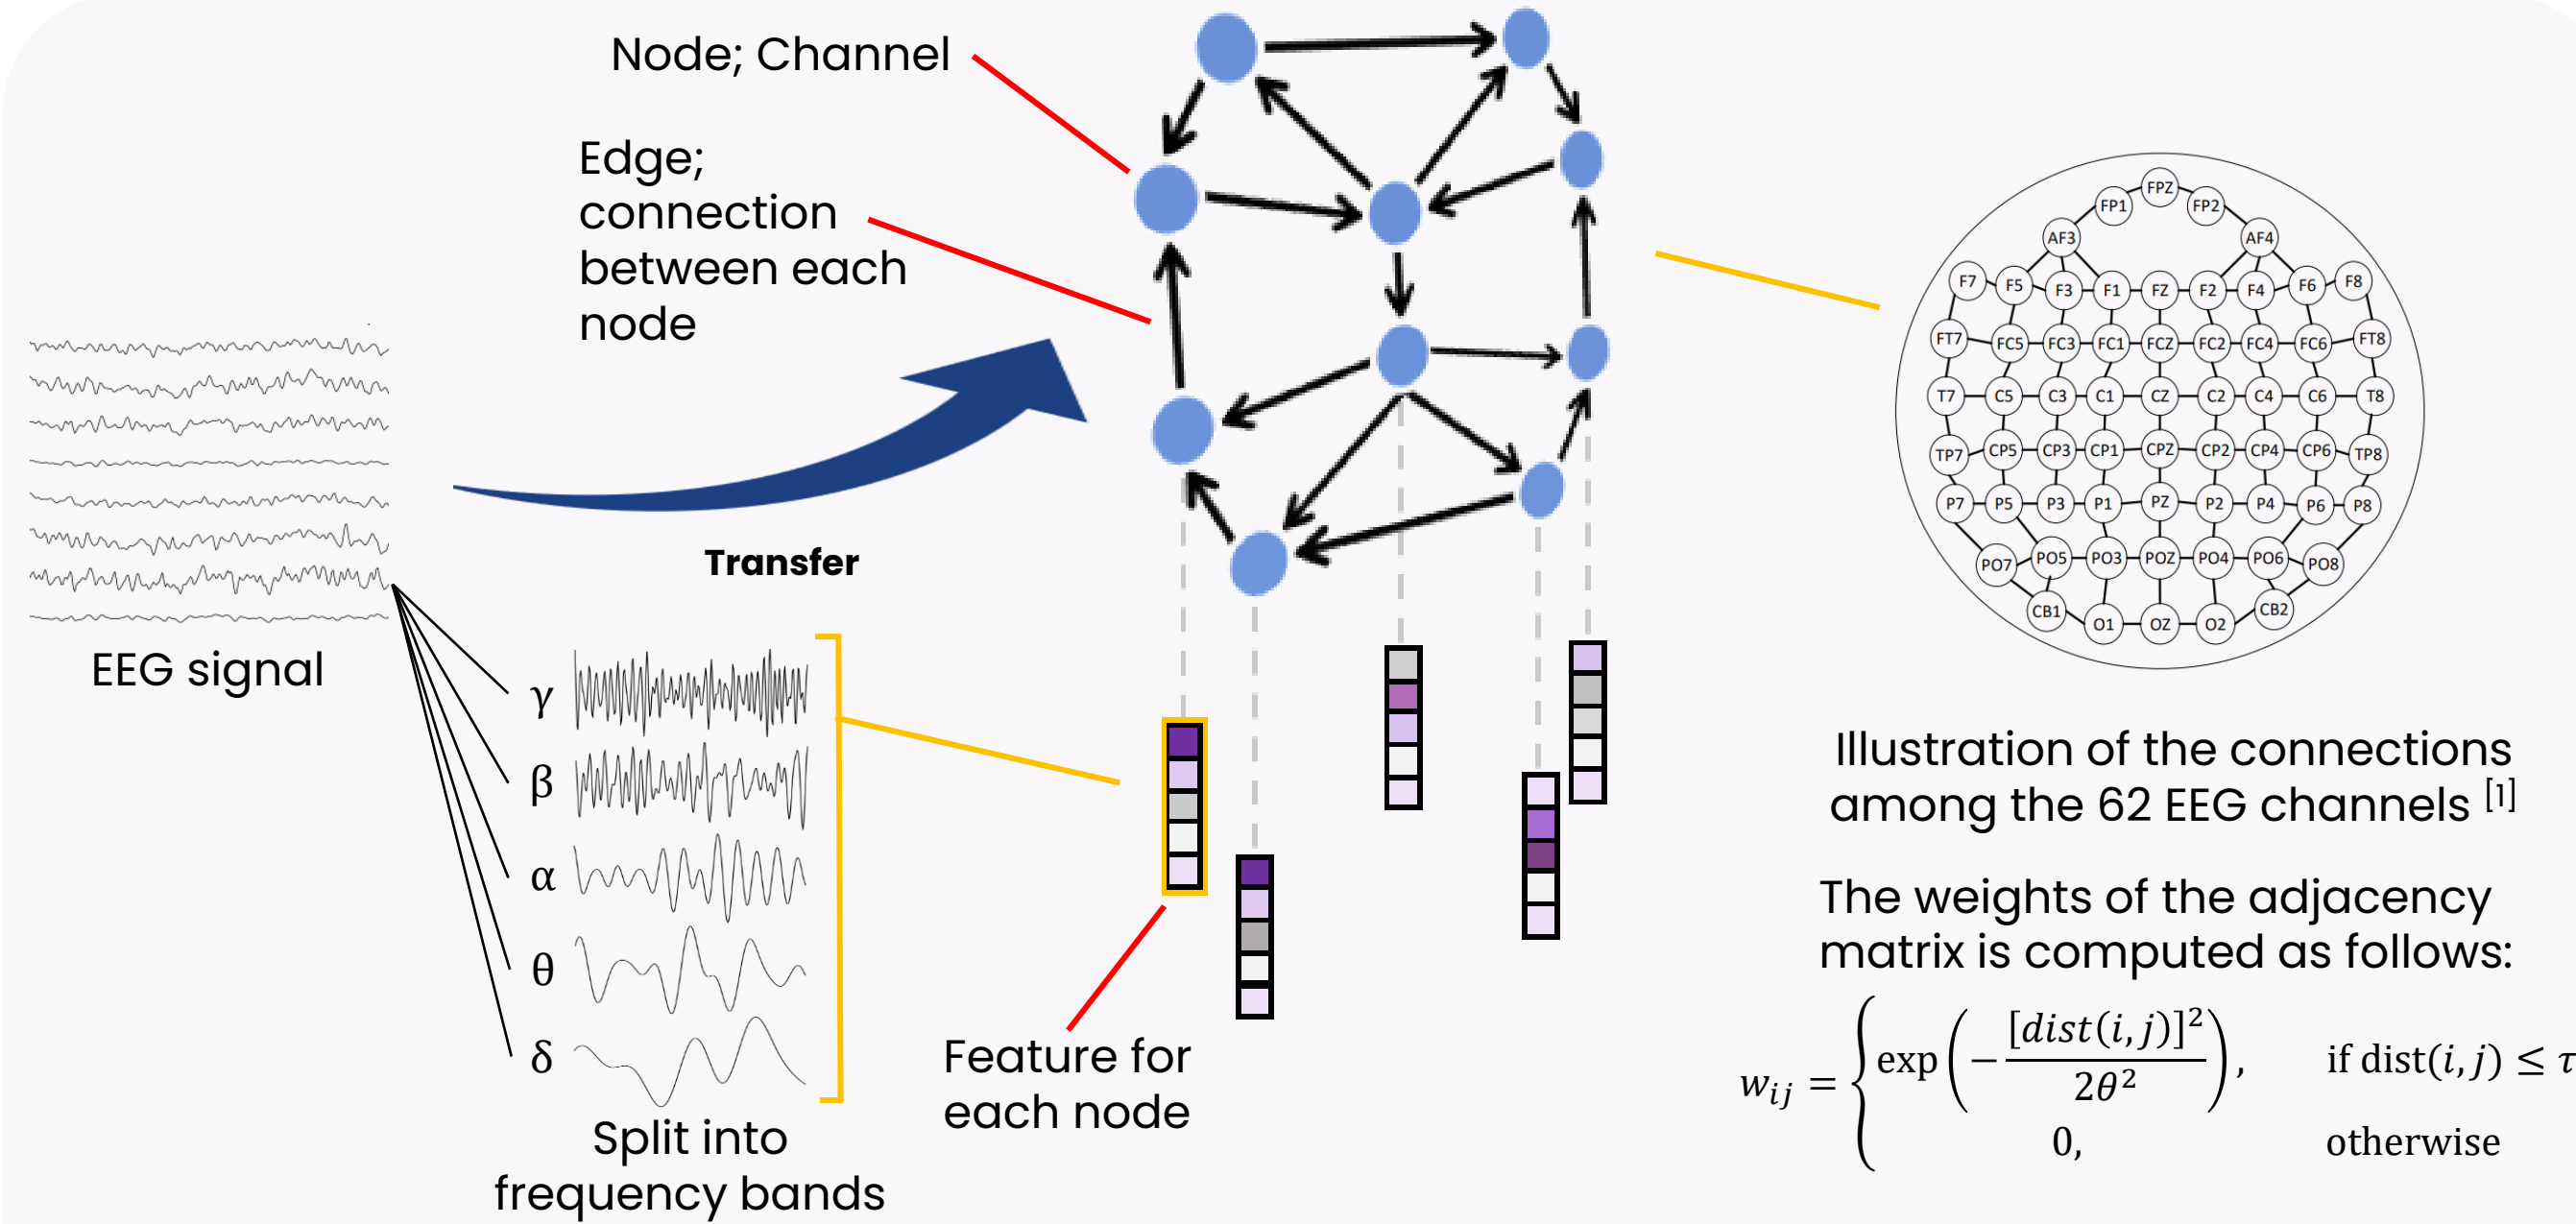 Node; Channel
Edge;
connection
between each
node
EEG signal
Transfer
γ
β
α
θ
δ
Split into
frequency bands
Feature for
each node
FPZ
FP1 FP2
AF3 AF4
F7 F5 F3 F1 FZ F2 F4 F6 F8
FT7 FC5 FC3 FC1 FCZ FC2 FC4 FC6 FT8
T7 C5 C3 C1 CZ C2 C4 C6 T8
TP7 CP5 CP3 CP1 CPZ CP2 CP4 CP6 TP8
P7 P5 P3 P1 PZ P2 P4 P6 P8
PO7 PO5 PO3 POZ PO4 PO6 PO8
CB1 O1 OZ O2 CB2
Illustration of the connections
among the 62 EEG channels [1]
The weights of the adjacency
matrix is computed as follows:
w_{ij} = { exp(−[dist(i, j)]²/2θ²), if dist(i, j) ≤ τ
0, otherwise